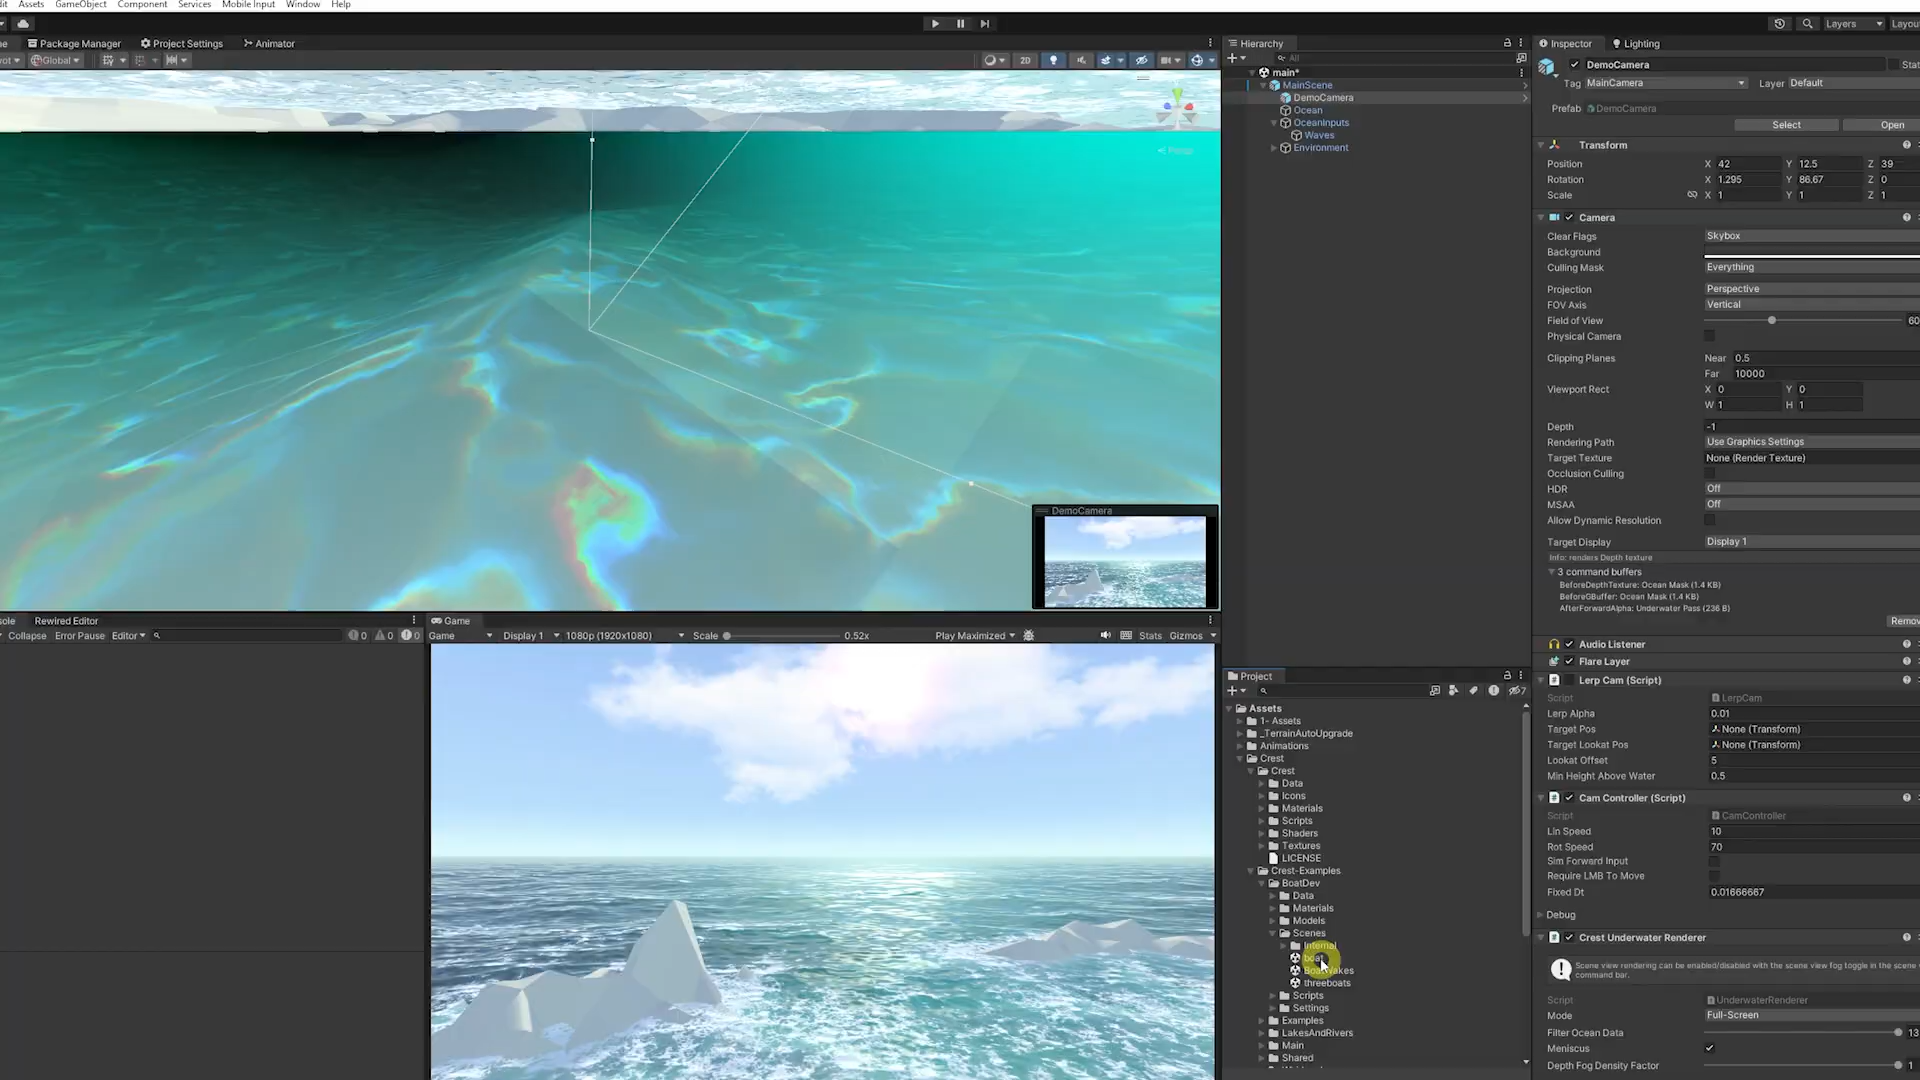 Assets GameObject Component Services Mobile Input Window Help
Layers
Package Manager Project Settings Animator
Global
2D
Persp
DemoCamera
Rewired Editor
Collapse Error Pause Editor 0 0 0
Game
Game Display 1 1080p (1920x1080) Scale 0.52x Play Maximized Stats Gizmos
Hierarchy
All
main*
MainScene
DemoCamera
Ocean
OceanInputs
Waves
Environment
Project
7
Assets
1- Assets
_TerrainAutoUpgrade
Animations
Crest
Crest
Data
Icons
Materials
Scripts
Shaders
Textures
LICENSE
Crest-Examples
BoatDev
Data
Materials
Models
Scenes
Internal
boat
BoatWakes
threeboats
Scripts
Settings
Examples
LakesAndRivers
Main
Shared
Inspector Lighting
DemoCamera
Tag MainCamera Layer Default
Prefab DemoCamera
Select Open
Transform
Position X 42 Y 12.5 Z 39
Rotation X 1.295 Y 86.67 Z 0
Scale X 1 Y 1 Z 1
Camera
Clear Flags Skybox
Background
Culling Mask Everything
Projection Perspective
FOV Axis Vertical
Field of View 60
Physical Camera
Clipping Planes Near 0.5
Far 10000
Viewport Rect X 0 Y 0
W 1 H 1
Depth -1
Rendering Path Use Graphics Settings
Target Texture None (Render Texture)
Occlusion Culling
HDR Off
MSAA Off
Allow Dynamic Resolution
Target Display Display 1
Info: renders Depth texture
3 command buffers
BeforeDepthTexture: Ocean Mask (1.4 KB)
BeforeGBuffer: Ocean Mask (1.4 KB)
AfterForwardAlpha: Underwater Pass (236 B)
Audio Listener
Flare Layer
Lerp Cam (Script)
Script LerpCam
Lerp Alpha 0.01
Target Pos None (Transform)
Target Lookat Pos None (Transform)
Lookat Offset 5
Min Height Above Water 0.5
Cam Controller (Script)
Script CamController
Lin Speed 10
Rot Speed 70
Sim Forward Input
Require LMB To Move
Fixed Dt 0.01666667
Debug
Crest Underwater Renderer
Scene view rendering can be enabled/disabled with the scene view fog toggle in the scene
command bar.
Script UnderwaterRenderer
Mode Full-Screen
Filter Ocean Data 13
Meniscus
Depth Fog Density Factor 1